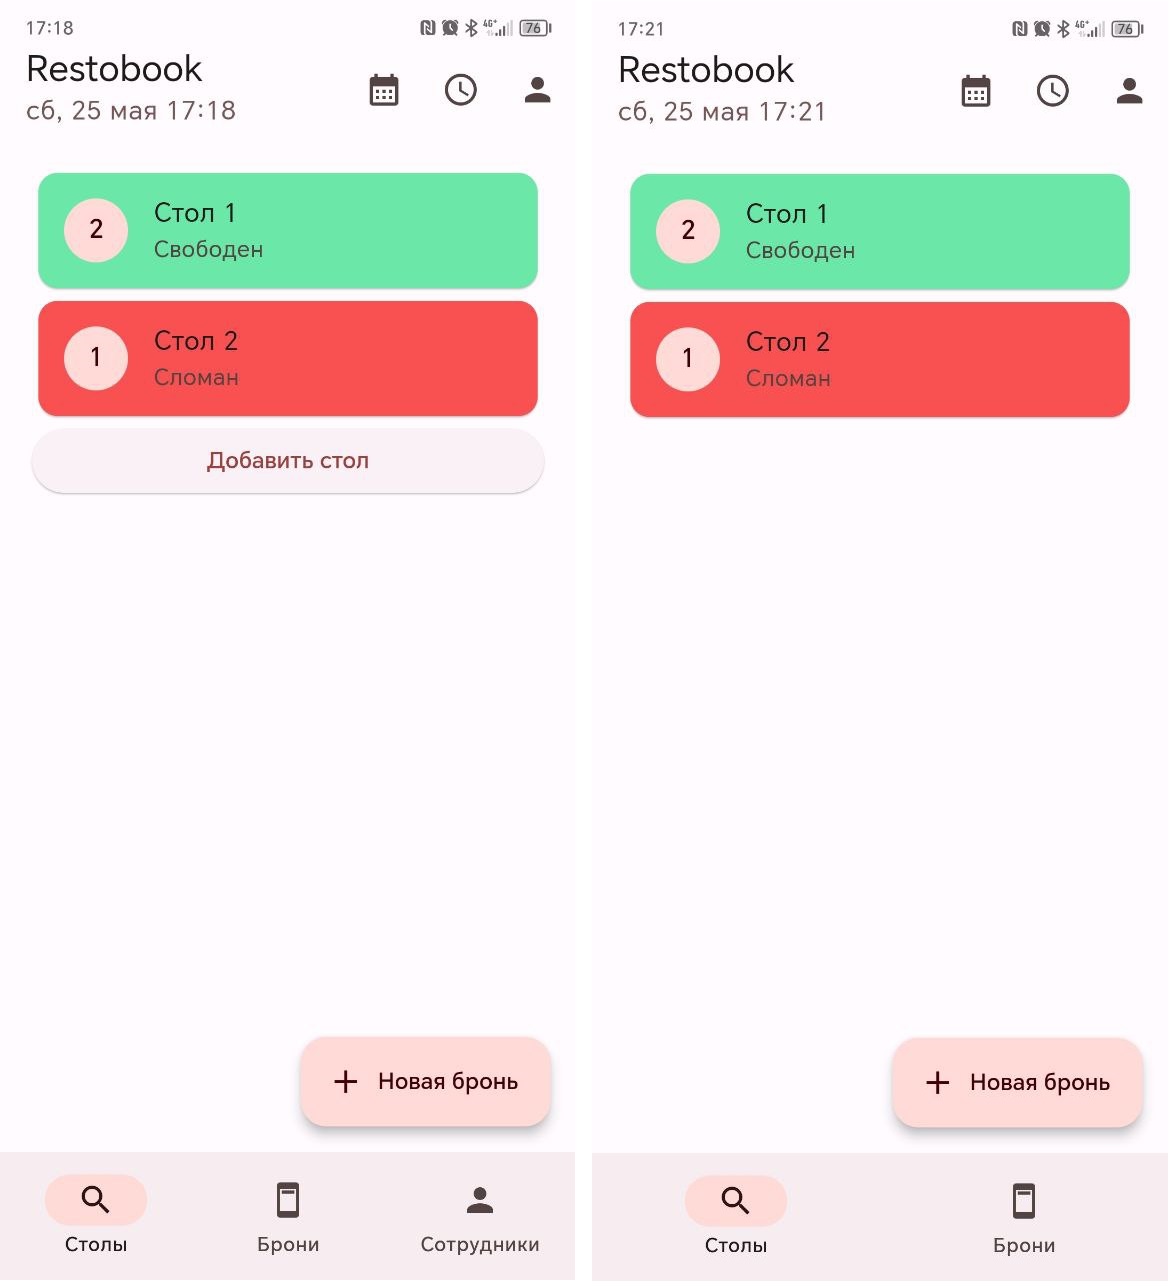 17:18
4G+
76
Restobook
сб, 25 мая 17:18
2
Стол 1
Свободен
1
Стол 2
Сломан
Добавить стол
Новая бронь
Столы
Брони
Сотрудники
17:21
4G+
76
Restobook
сб, 25 мая 17:21
2
Стол 1
Свободен
1
Стол 2
Сломан
Новая бронь
Столы
Брони